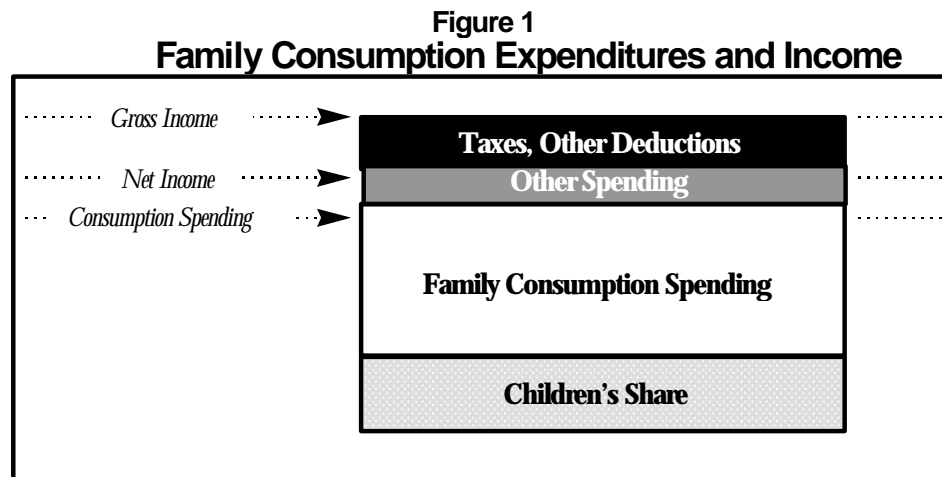 Figure 1
Family Consumption Expenditures and Income
Gross Income
Taxes, Other Deductions
Net Income
Other Spending
Consumption Spending
Family Consumption Spending
Children's Share